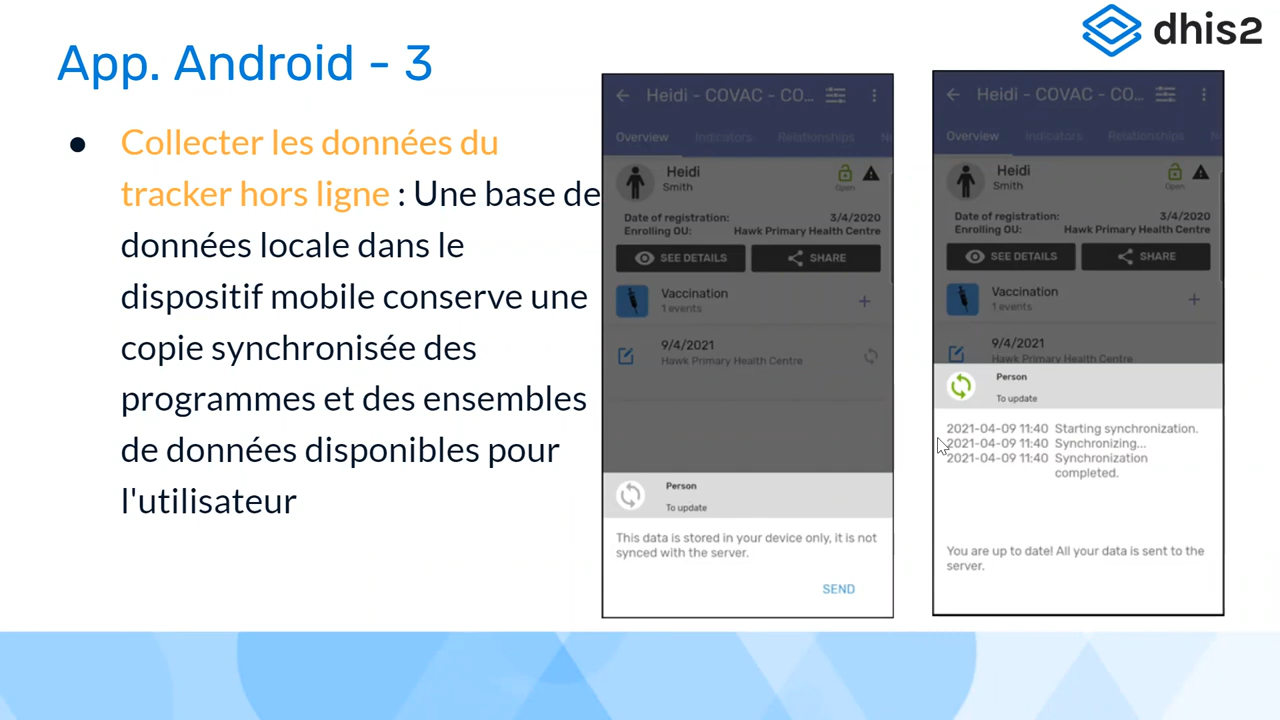 dhis2
App. Android - 3
● Collecter les données du
tracker hors ligne : Une base de
données locale dans le
dispositif mobile conserve une
copie synchronisée des
programmes et des ensembles
de données disponibles pour
l'utilisateur
Heidi - COVAC - CO...
Overview Indicators Relationships
Heidi
Smith
Open
Date of registration: 3/4/2020
Enrolling OU: Hawk Primary Health Centre
SEE DETAILS SHARE
Vaccination
1 events
9/4/2021
Hawk Primary Health Centre
Person
To update
This data is stored in your device only, it is not
synced with the server.
SEND
Heidi - COVAC - CO...
Overview Indicators Relationships
Heidi
Smith
Open
Date of registration: 3/4/2020
Enrolling OU: Hawk Primary Health Centre
SEE DETAILS SHARE
Vaccination
1 events
9/4/2021
Hawk Primary Health Centre
Person
To update
2021-04-09 11:40 Starting synchronization.
2021-04-09 11:40 Synchronizing...
2021-04-09 11:40 Synchronization
completed.
You are up to date! All your data is sent to the
server.